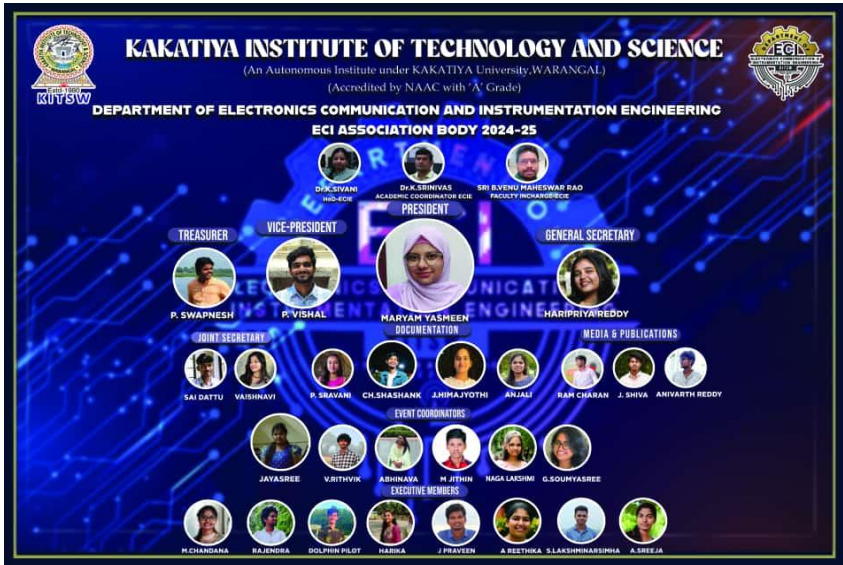 KAKATIYA INSTITUTE OF TECHNOLOGY AND SCIENCE
(An Autonomous Institute under KAKATIYA University,WARANGAL)
(Accredited by NAAC with 'A' Grade)
Estd-1980
KITSW
ECI
DEPARTMENT OF ELECTRONICS COMMUNICATION AND INSTRUMENTATION ENGINEERING
ECI ASSOCIATION BODY 2024-25
Dr.K.SIVANI
HoD-ECIE
Dr.K.SRINIVAS
ACADEMIC COORDINATOR ECIE
SRI B.VENU MAHESWAR RAO
FACULTY INCHARGE-ECIE
TREASURER
VICE-PRESIDENT
PRESIDENT
GENERAL SECRETARY
P. SWAPNESH
P. VISHAL
MARYAM YASMEEN
HARIPRIYA REDDY
JOINT SECRETARY
DOCUMENTATION
MEDIA & PUBLICATIONS
SAI DATTU
VAISHNAVI
P. SRAVANI
CH.SHASHANK
J.HIMAJYOTHI
ANJALI
RAM CHARAN
J. SHIVA
ANIVARTH REDDY
EVENT COORDINATORS
JAYASREE
V.RITHVIK
ABHINAVA
M JITHIN
NAGA LAKSHMI
G.SOUMYASREE
EXECUTIVE MEMBERS
M.CHANDANA
RAJENDRA
DOLPHIN PILOT
HARIKA
J PRAVEEN
A REETHIKA
S.LAKSHMINARSIMHA
A.SREEJA